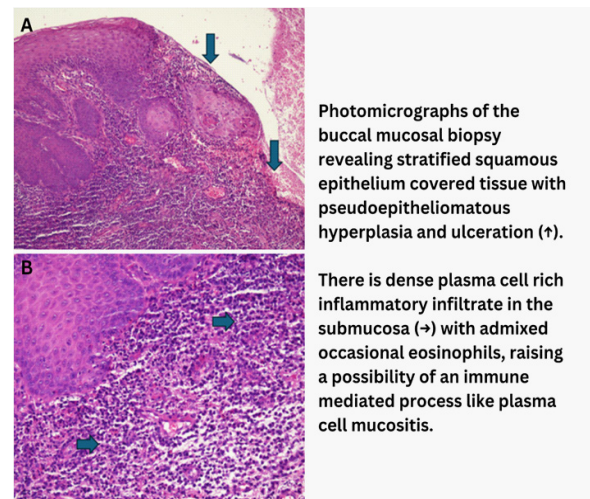 A
B
Photomicrographs of the
buccal mucosal biopsy
revealing stratified squamous
epithelium covered tissue with
pseudoepitheliomatous
hyperplasia and ulceration (↑).
There is dense plasma cell rich
inflammatory infiltrate in the
submucosa (→) with admixed
occasional eosinophils, raising
a possibility of an immune
mediated process like plasma
cell mucositis.